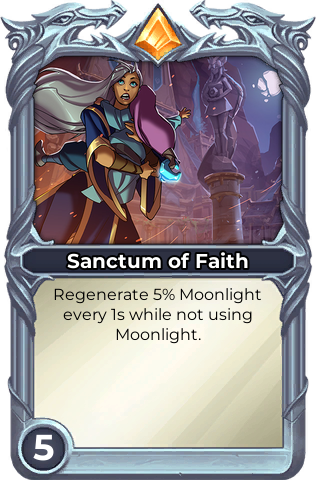 Sanctum of Faith
Regenerate 5% Moonlight
every 1s while not using
Moonlight.
5